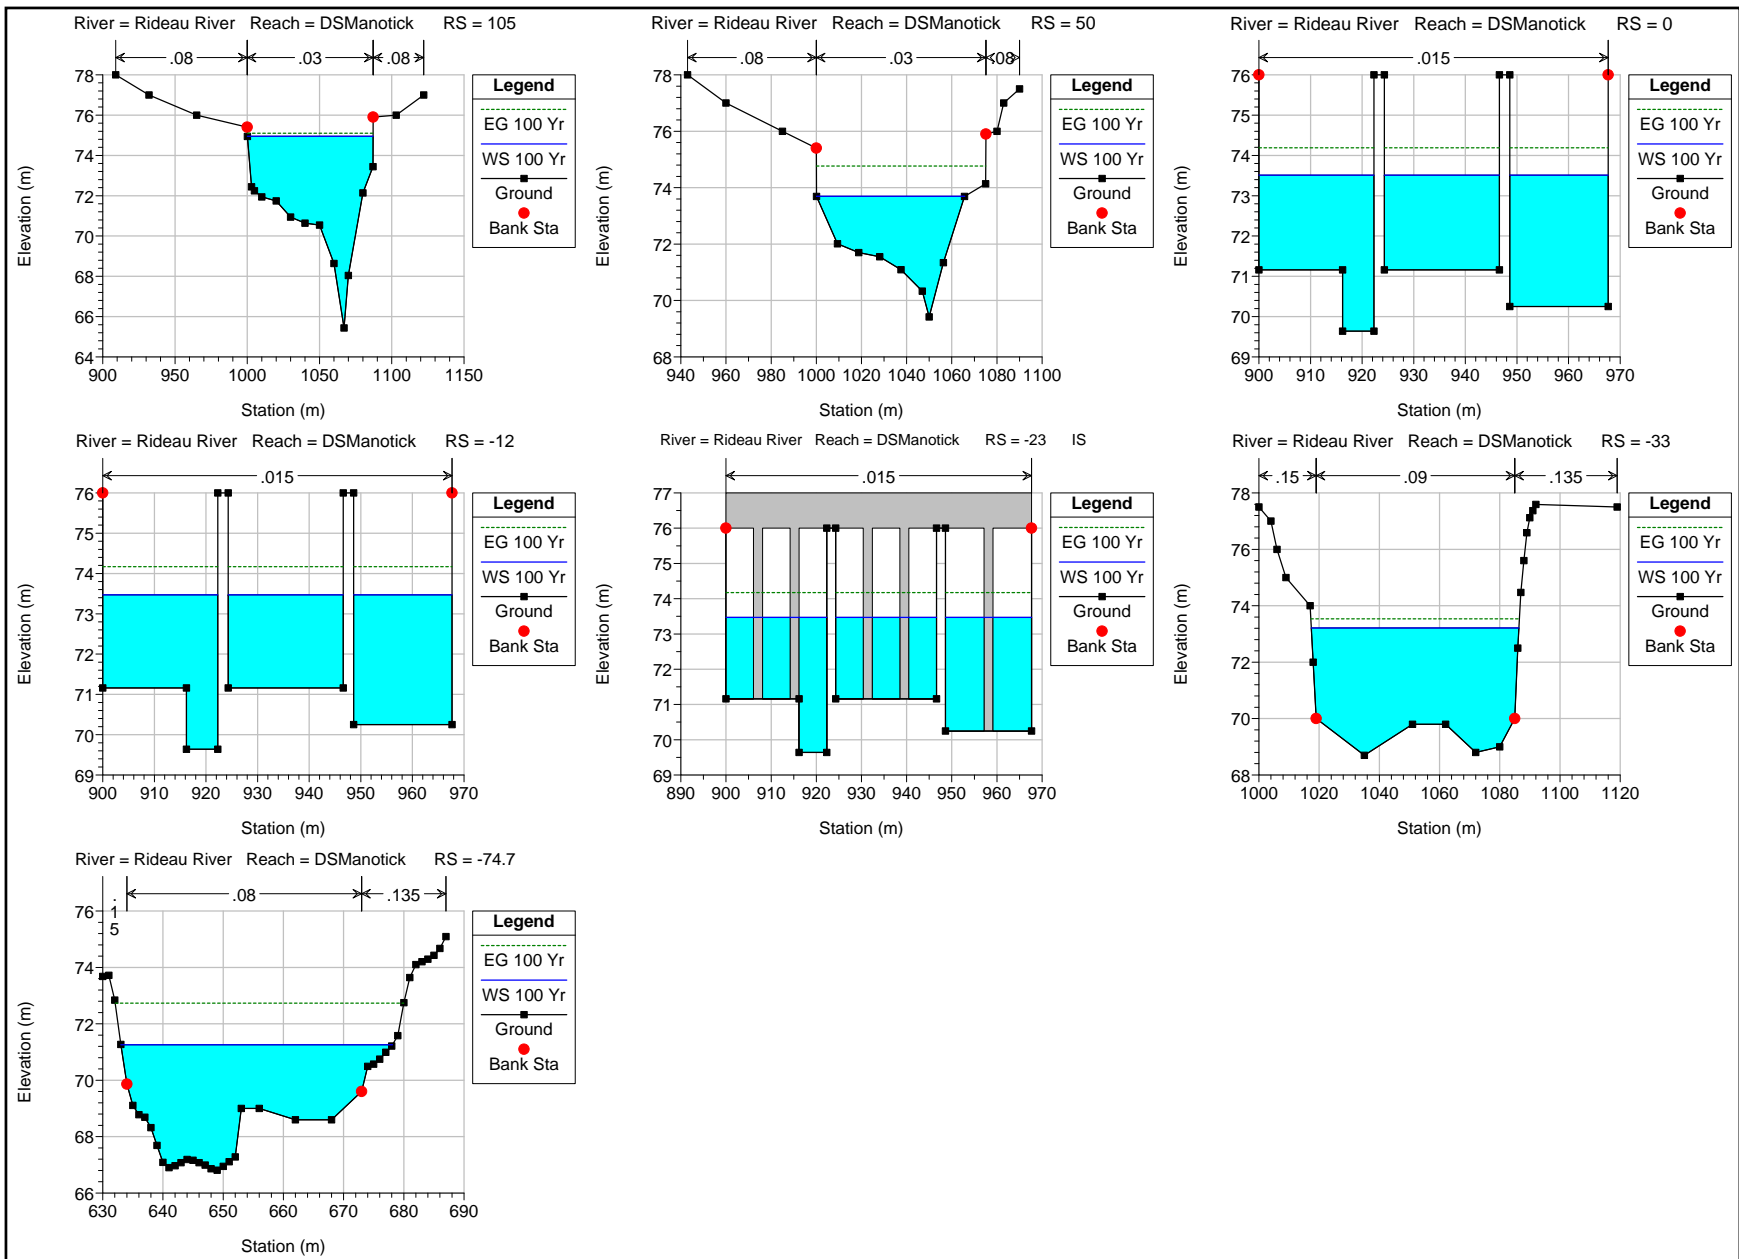 River = Rideau River Reach = DSManotick RS = 105
.08 .03 .08
78
76
74
72
70
68
66
64
900 950 1000 1050 1100 1150
Station (m)
Elevation (m)
Legend
EG 100 Yr
WS 100 Yr
Ground
Bank Sta
River = Rideau River Reach = DSManotick RS = 50
.08 .03 .08
78
76
74
72
70
68
940 960 980 1000 1020 1040 1060 1080 1100
Station (m)
Elevation (m)
Legend
EG 100 Yr
WS 100 Yr
Ground
Bank Sta
River = Rideau River Reach = DSManotick RS = 0
.015
76
75
74
73
72
71
70
69
900 910 920 930 940 950 960 970
Station (m)
Elevation (m)
Legend
EG 100 Yr
WS 100 Yr
Ground
Bank Sta
River = Rideau River Reach = DSManotick RS = -12
.015
76
75
74
73
72
71
70
69
900 910 920 930 940 950 960 970
Station (m)
Elevation (m)
Legend
EG 100 Yr
WS 100 Yr
Ground
Bank Sta
River = Rideau River Reach = DSManotick RS = -23 IS
.015
77
76
75
74
73
72
71
70
69
890 900 910 920 930 940 950 960 970
Station (m)
Elevation (m)
Legend
EG 100 Yr
WS 100 Yr
Ground
Bank Sta
River = Rideau River Reach = DSManotick RS = -33
.15 .09 .135
78
76
74
72
70
68
1000 1020 1040 1060 1080 1100 1120
Station (m)
Elevation (m)
Legend
EG 100 Yr
WS 100 Yr
Ground
Bank Sta
River = Rideau River Reach = DSManotick RS = -74.7
.15 .08 .135
76
74
72
70
68
66
630 640 650 660 670 680 690
Station (m)
Elevation (m)
Legend
EG 100 Yr
WS 100 Yr
Ground
Bank Sta